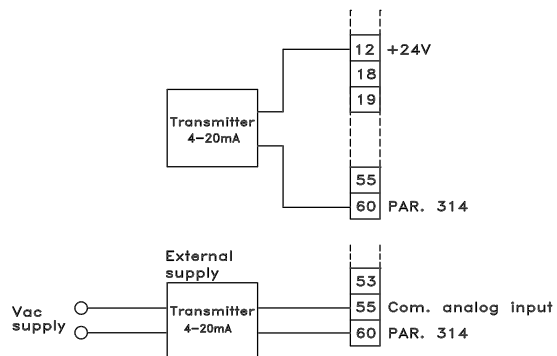 12 +24V
18
19
Transmitter
4-20mA
55
60 PAR. 314
External
supply
53
Vac
supply
Transmitter
4-20mA
55 Com. analog input
60 PAR. 314